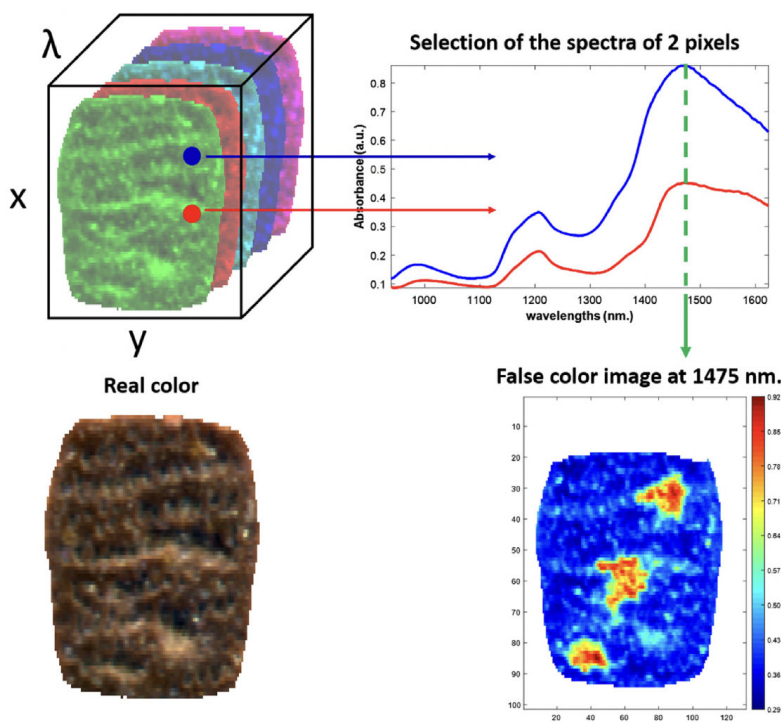 λ
x
y
Selection of the spectra of 2 pixels
Absorbance (a.u.)
0.8
0.7
0.6
0.5
0.4
0.3
0.2
0.1
1000 1100 1200 1300 1400 1500 1600
wavelengths (nm.)
Real color
False color image at 1475 nm.
10
20
30
40
50
60
70
80
90
100
20 40 60 80 100 120
0.92
0.85
0.78
0.71
0.64
0.57
0.50
0.43
0.36
0.29